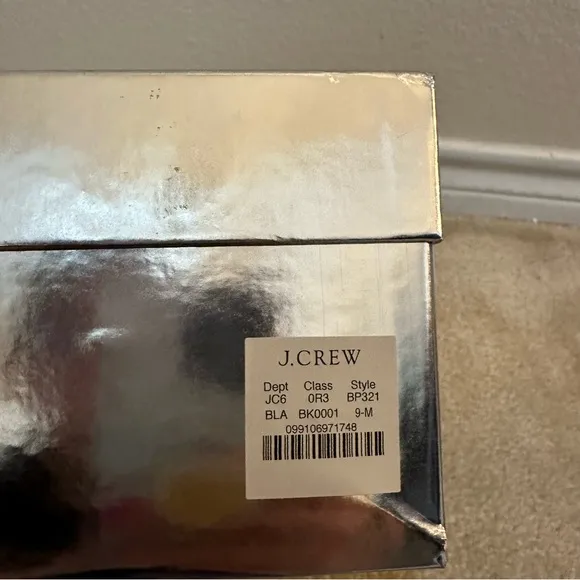 J.CREW
Dept Class Style
JC6 0R3 BP321
BLA BK0001 9-M
099106971748